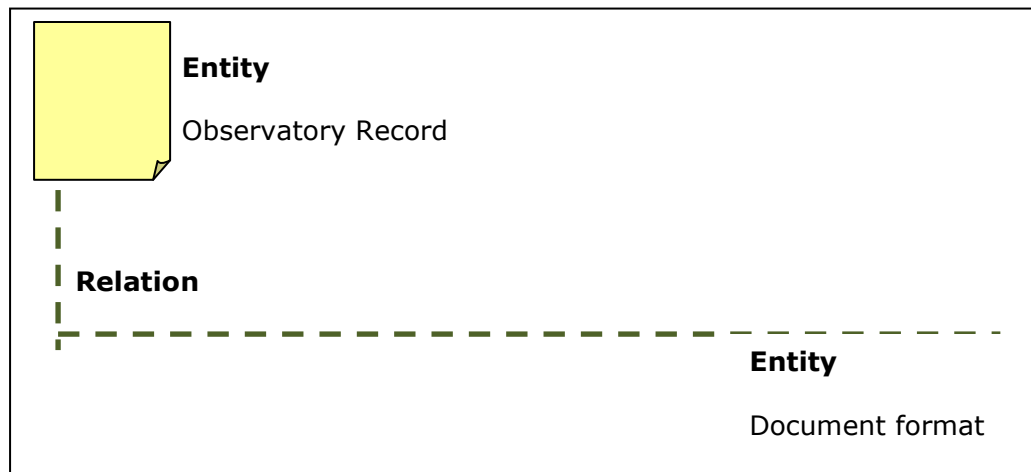 Entity
Observatory Record
Relation
Entity
Document format